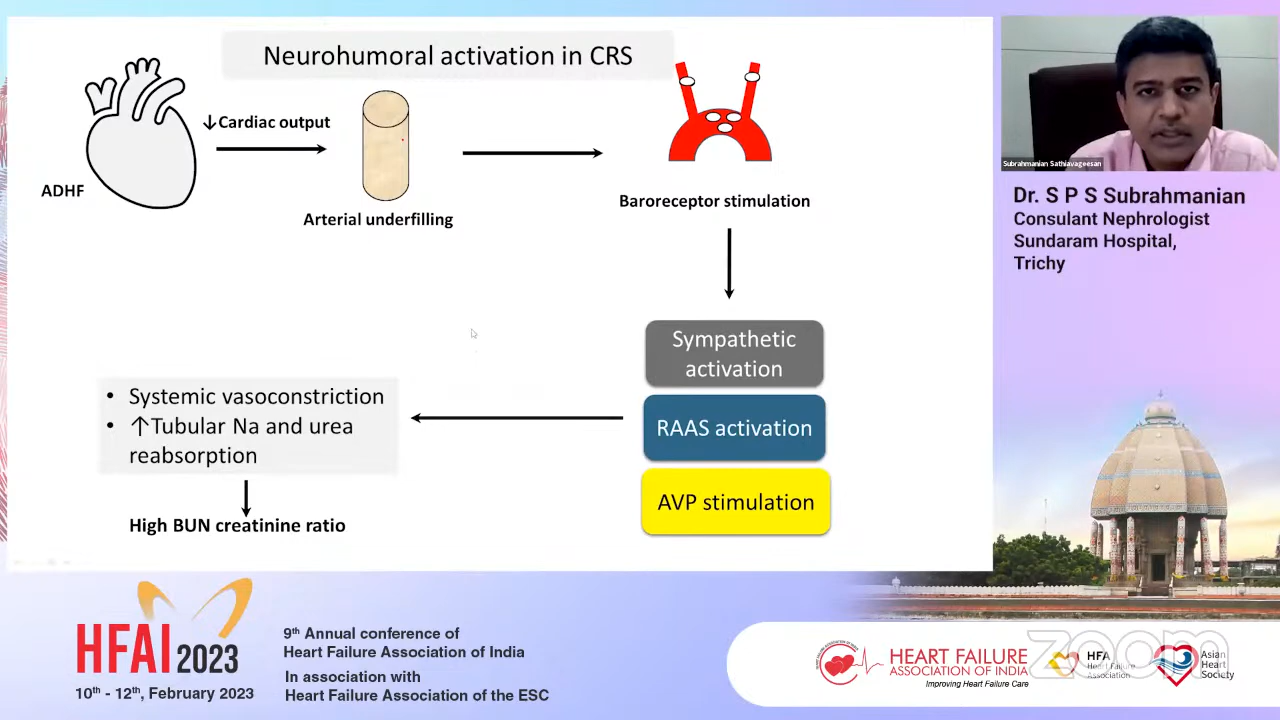 Neurohumoral activation in CRS
↓Cardiac output
ADHF
Arterial underfilling
Baroreceptor stimulation
Sympathetic
activation
RAAS activation
AVP stimulation
• Systemic vasoconstriction
• ↑Tubular Na and urea
reabsorption
High BUN creatinine ratio
Subrahmanian Sathiavageesan
Dr. S P S Subrahmanian
Consulant Nephrologist
Sundaram Hospital,
Trichy
HFAI 2023
10th - 12th, February 2023
9th Annual conference of
Heart Failure Association of India
In association with
Heart Failure Association of the ESC
HEART FAILURE
ASSOCIATION OF INDIA
Improving Heart Failure Care
HFA
Heart Failure
Association
Asian
Heart
Society
zoom